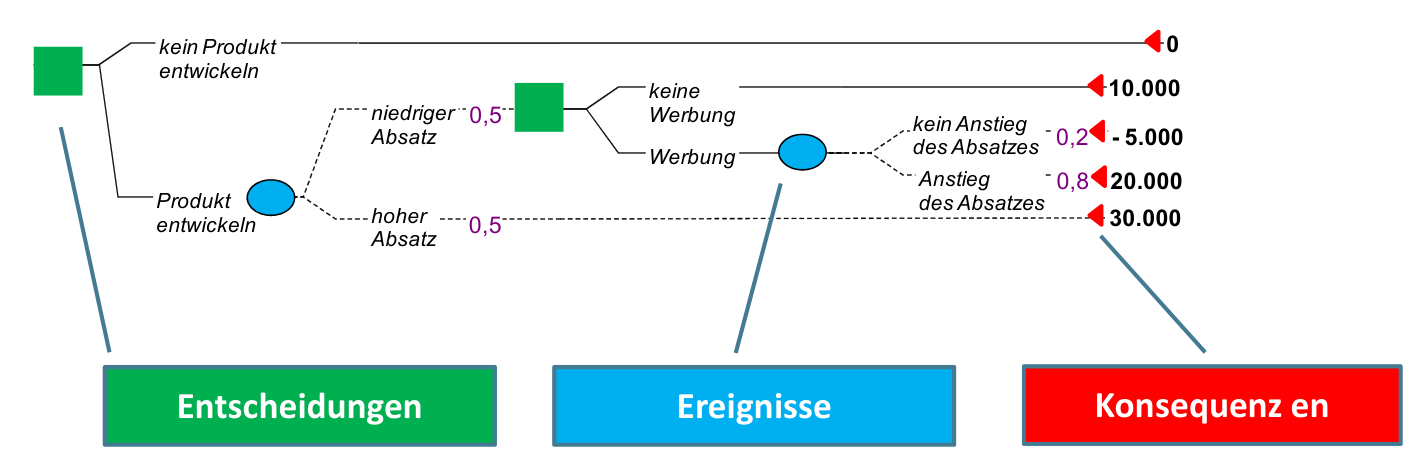 kein Produkt
entwickeln
0
niedriger
Absatz
0,5
keine
Werbung
10.000
Werbung
kein Anstieg
des Absatzes
0,2
- 5.000
Anstieg
des Absatzes
0,8
20.000
Produkt
entwickeln
hoher
Absatz
0,5
30.000
Entscheidungen
Ereignisse
Konsequenz en